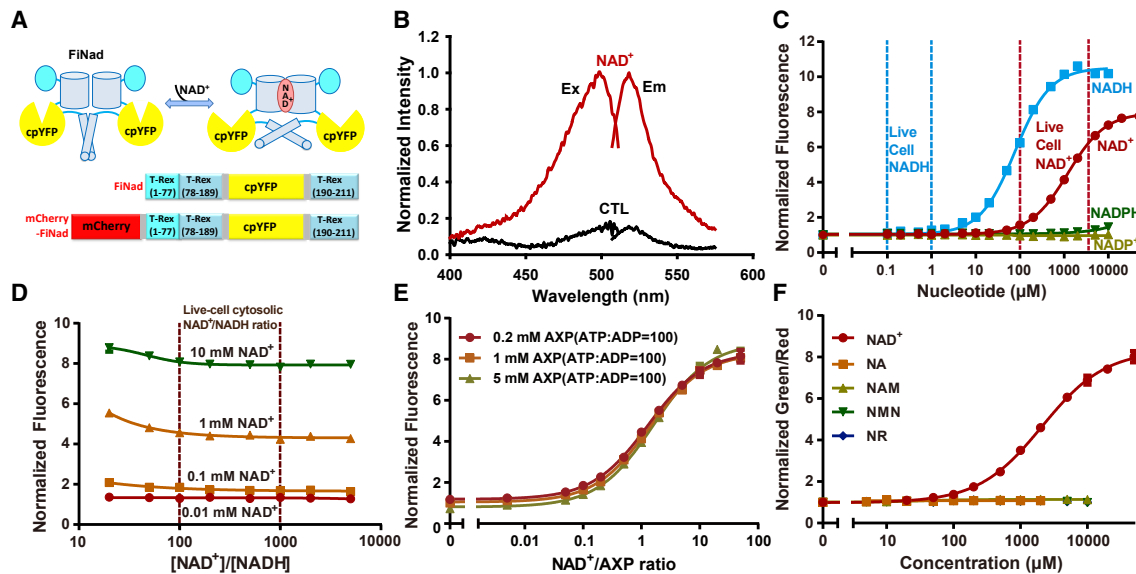 A
FiNad
NAD⁺
NAD⁺
cpYFP
cpYFP
cpYFP
cpYFP
FiNad
T-Rex (1-77)
T-Rex (78-189)
cpYFP
T-Rex (190-211)
mCherry -FiNad
mCherry
T-Rex (1-77)
T-Rex (78-189)
cpYFP
T-Rex (190-211)
B
Normalized Intensity
1.2
1.0
0.8
0.6
0.4
0.2
0.0
NAD⁺
Ex
Em
CTL
400
450
500
550
600
Wavelength (nm)
C
Normalized Fluorescence
12
10
8
6
4
2
0
Live Cell NADH
Live Cell NAD⁺
NADH
NAD⁺
NADPH
NADP⁺
0
0.1
1
10
100
1000
10000
Nucleotide (µM)
D
Normalized Fluorescence
10
8
6
4
2
0
Live-cell cytosolic
NAD⁺/NADH ratio
10 mM NAD⁺
1 mM NAD⁺
0.1 mM NAD⁺
0.01 mM NAD⁺
10
100
1000
10000
[NAD⁺]/[NADH]
E
Normalized Fluorescence
10
8
6
4
2
0
0.2 mM AXP(ATP:ADP=100)
1 mM AXP(ATP:ADP=100)
5 mM AXP(ATP:ADP=100)
0
0.01
0.1
1
10
100
NAD⁺/AXP ratio
F
Normalized Green/Red
10
8
6
4
2
0
NAD⁺
NA
NAM
NMN
NR
0
10
100
1000
10000
Concentration (µM)